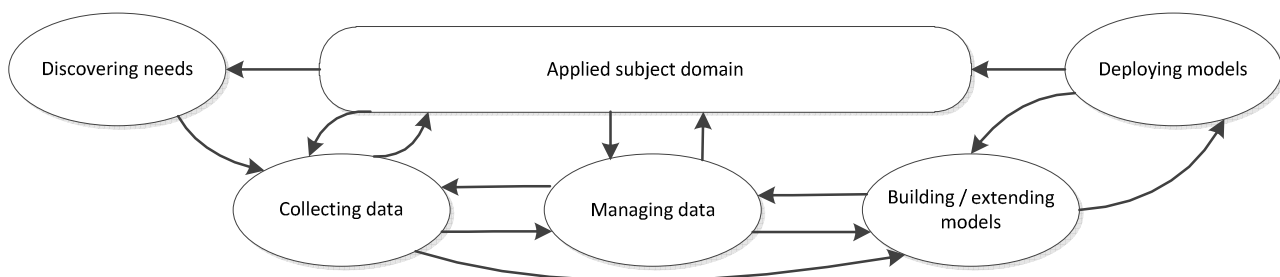 Discovering needs
Applied subject domain
Deploying models
Collecting data
Managing data
Building / extending
models